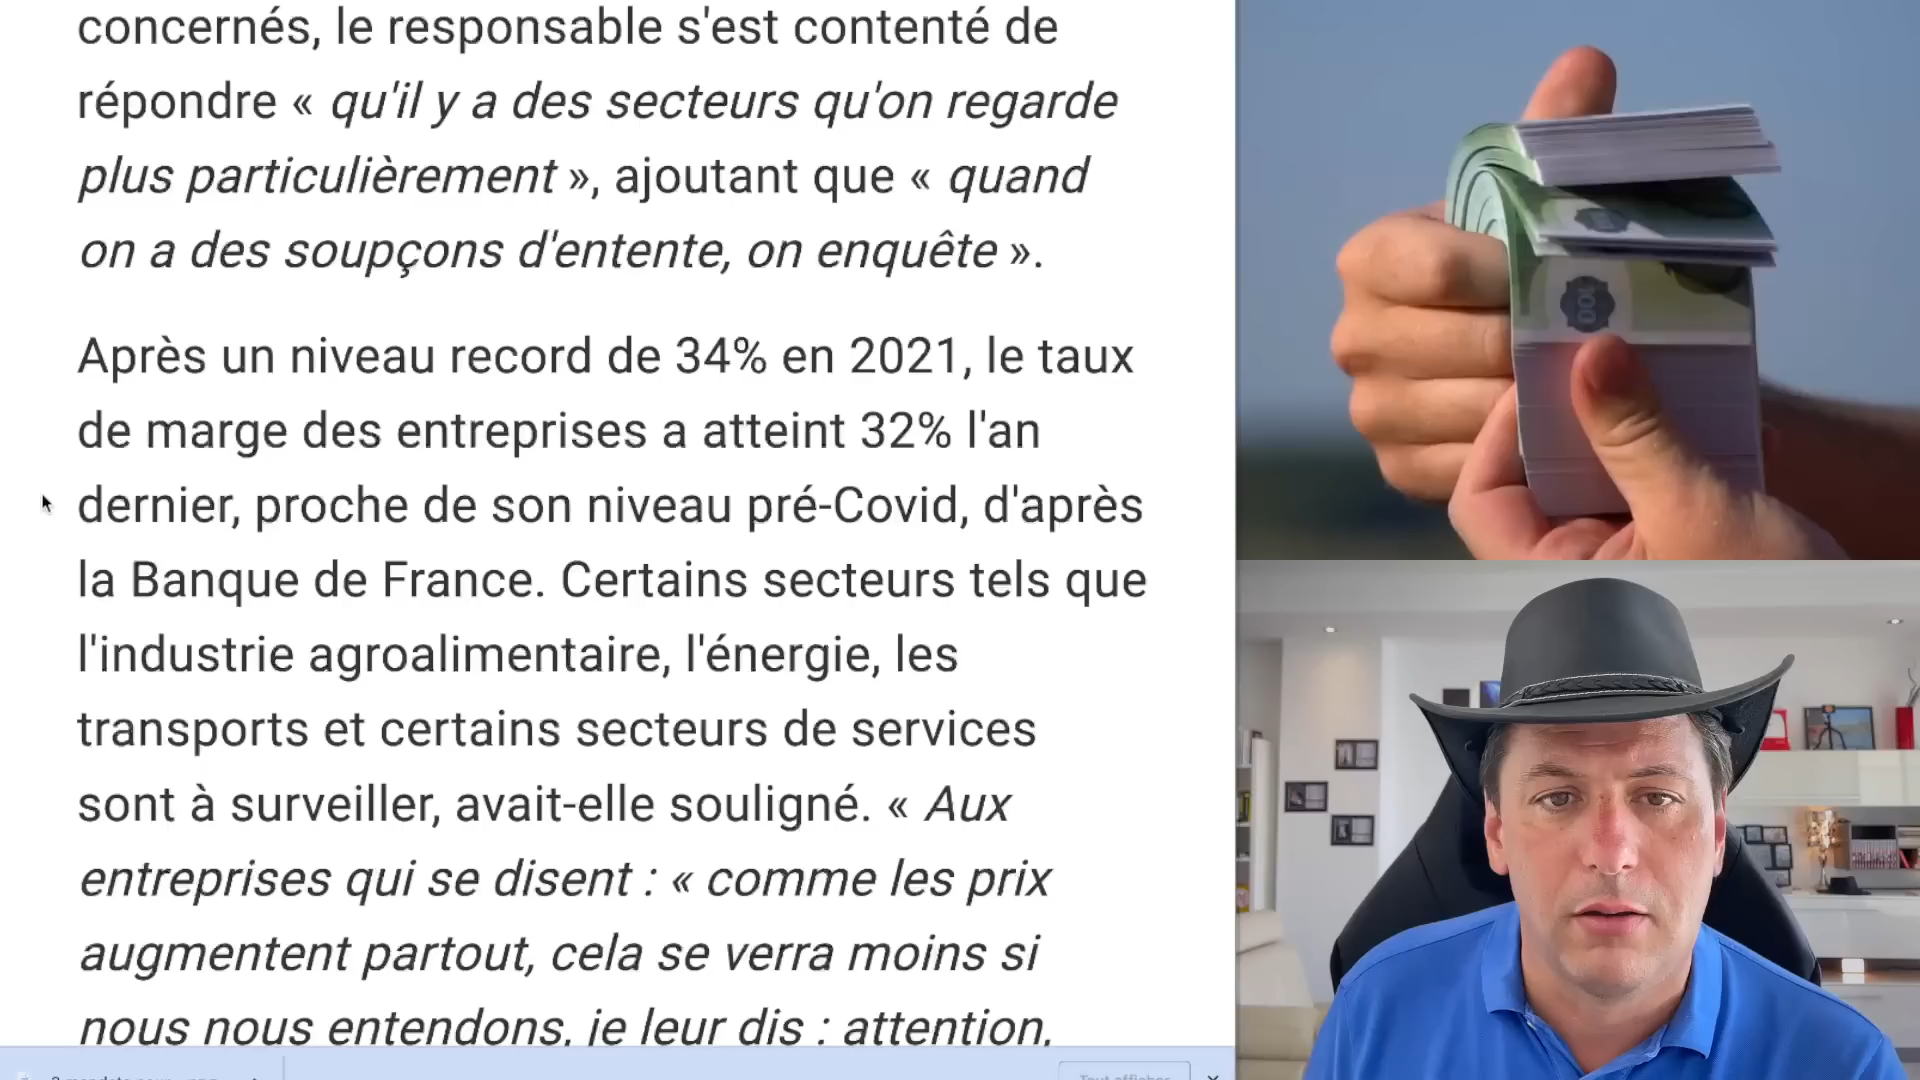 concernés, le responsable s'est contenté de
répondre « qu'il y a des secteurs qu'on regarde
plus particulièrement », ajoutant que « quand
on a des soupçons d'entente, on enquête ».
Après un niveau record de 34% en 2021, le taux
de marge des entreprises a atteint 32% l'an
dernier, proche de son niveau pré-Covid, d'après
la Banque de France. Certains secteurs tels que
l'industrie agroalimentaire, l'énergie, les
transports et certains secteurs de services
sont à surveiller, avait-elle souligné. « Aux
entreprises qui se disent : « comme les prix
augmentent partout, cela se verra moins si
nous nous entendons, je leur dis : attention,
Tout afficher
100